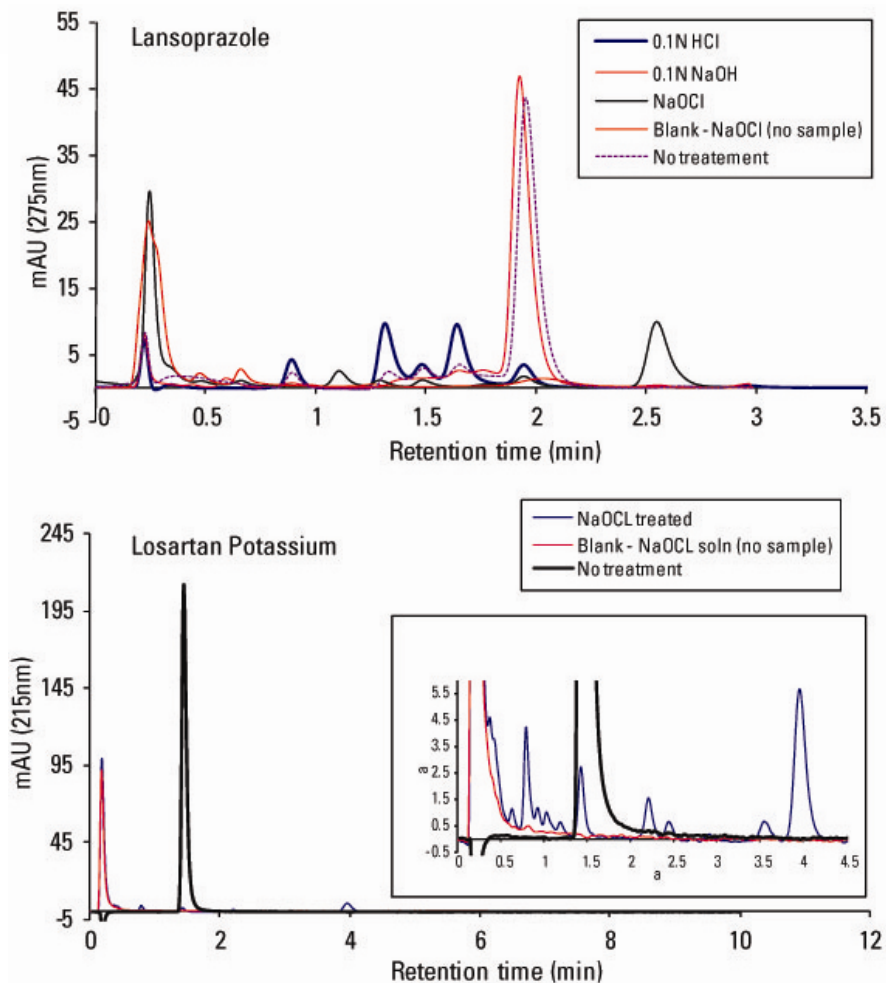 Lansoprazole
0.1N HCl
0.1N NaOH
NaOCl
Blank - NaOCl (no sample)
No treatement
mAU (275nm)
55
45
35
25
15
5
-5
0 0.5 1 1.5 2 2.5 3 3.5
Retention time (min)
Losartan Potassium
NaOCL treated
Blank - NaOCL soln (no sample)
No treatment
mAU (215nm)
245
195
145
95
45
-5
a
5.5
4.5
3.5
2.5
1.5
0.5
-0.5
0 0.5 1 1.5 2 2.5 3 3.5 4 4.5
a
0 2 4 6 8 10 12
Retention time (min)